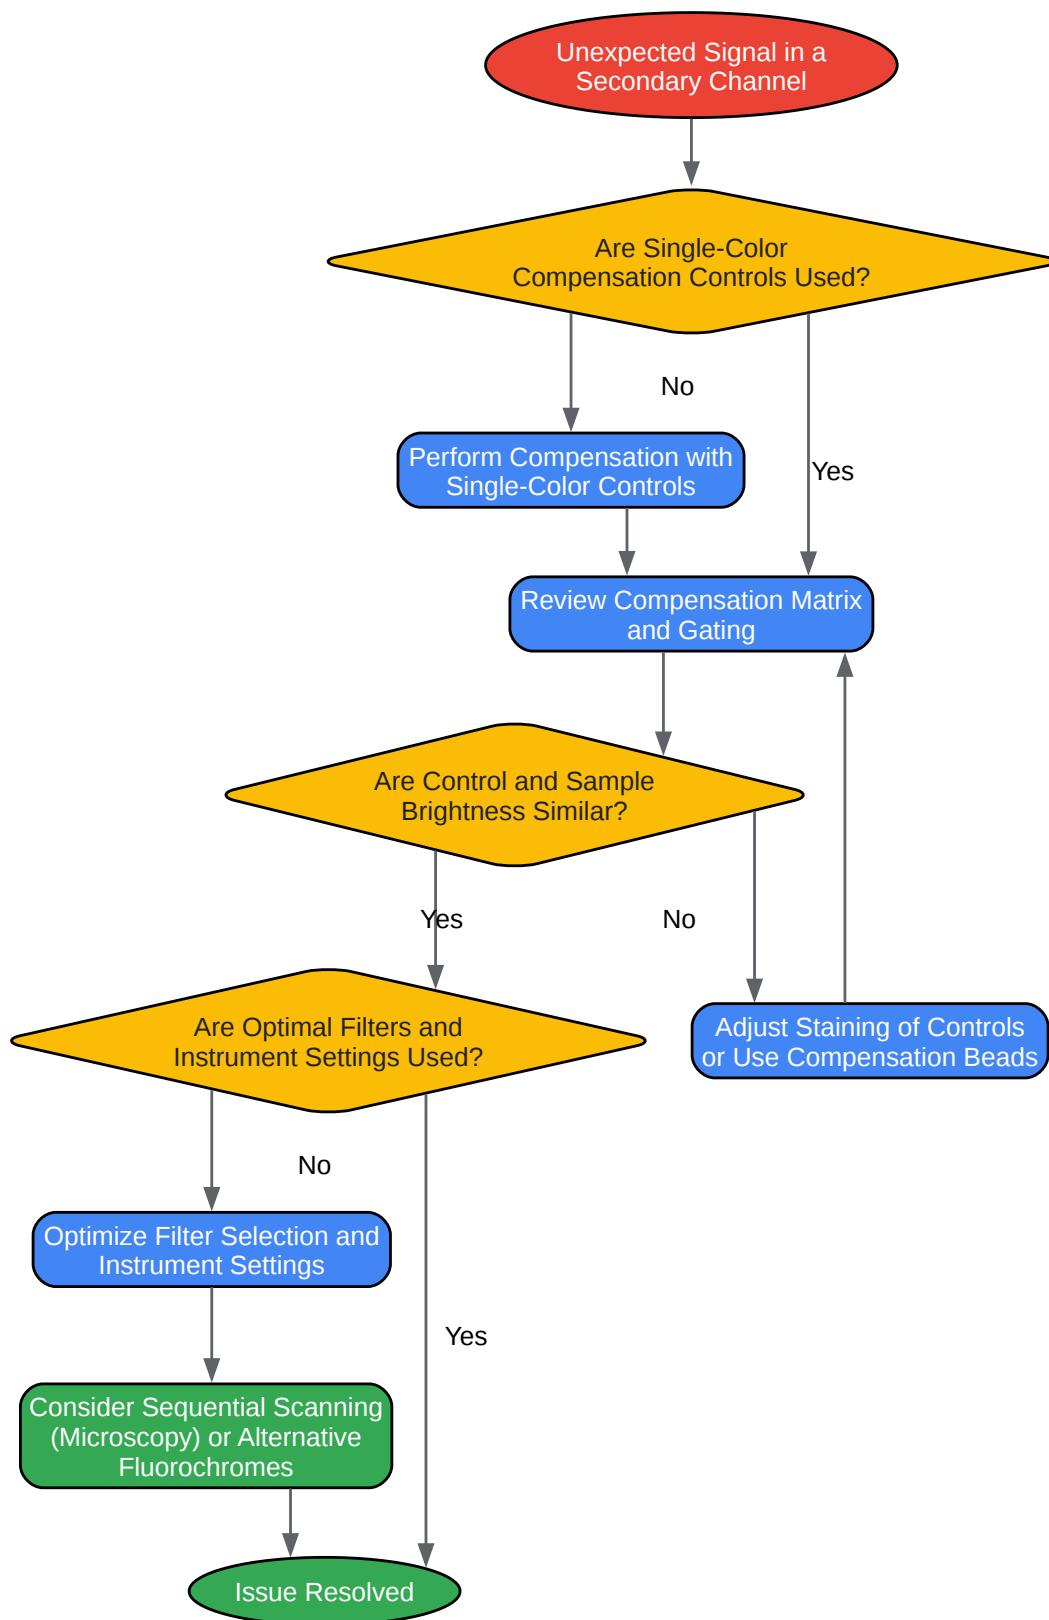 Unexpected Signal in a
Secondary Channel
Are Single-Color
Compensation Controls Used?
No
Perform Compensation with
Single-Color Controls
Yes
Review Compensation Matrix
and Gating
Are Control and Sample
Brightness Similar?
Yes
No
Are Optimal Filters and
Instrument Settings Used?
Adjust Staining of Controls
or Use Compensation Beads
No
Optimize Filter Selection and
Instrument Settings
Yes
Consider Sequential Scanning
(Microscopy) or Alternative
Fluorochromes
Issue Resolved